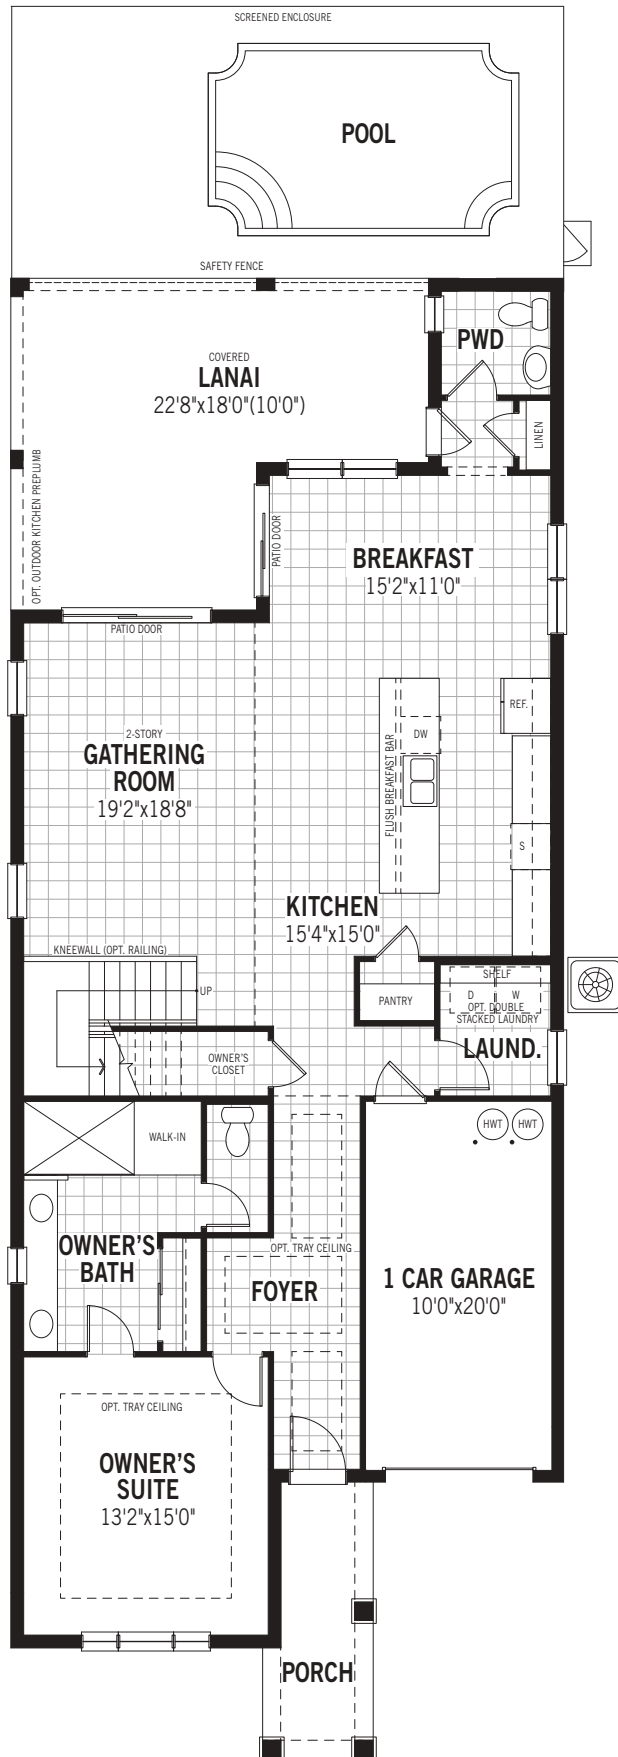 SCREENED ENCLOSURE
POOL
SAFETY FENCE
PWD
COVERED
LANAI
22'8"x18'0"(10'0")
LINEN
OPT. OUTDOOR KITCHEN PREPLUMB
PATIO DOOR
BREAKFAST
15'2"x11'0"
PATIO DOOR
REF.
2-STORY
GATHERING
ROOM
19'2"x18'8"
DW
FLUSH BREAKFAST BAR
S
KITCHEN
15'4"x15'0"
KNEEWALL (OPT. RAILING)
UP
PANTRY
SHELF
D
W
OPT. DOUBLE
STACKED LAUNDRY
LAUND.
OWNER'S
CLOSET
WALK-IN
HWT
HWT
OWNER'S
BATH
OPT. TRAY CEILING
FOYER
1 CAR GARAGE
10'0"x20'0"
OPT. TRAY CEILING
OWNER'S
SUITE
13'2"x15'0"
PORCH